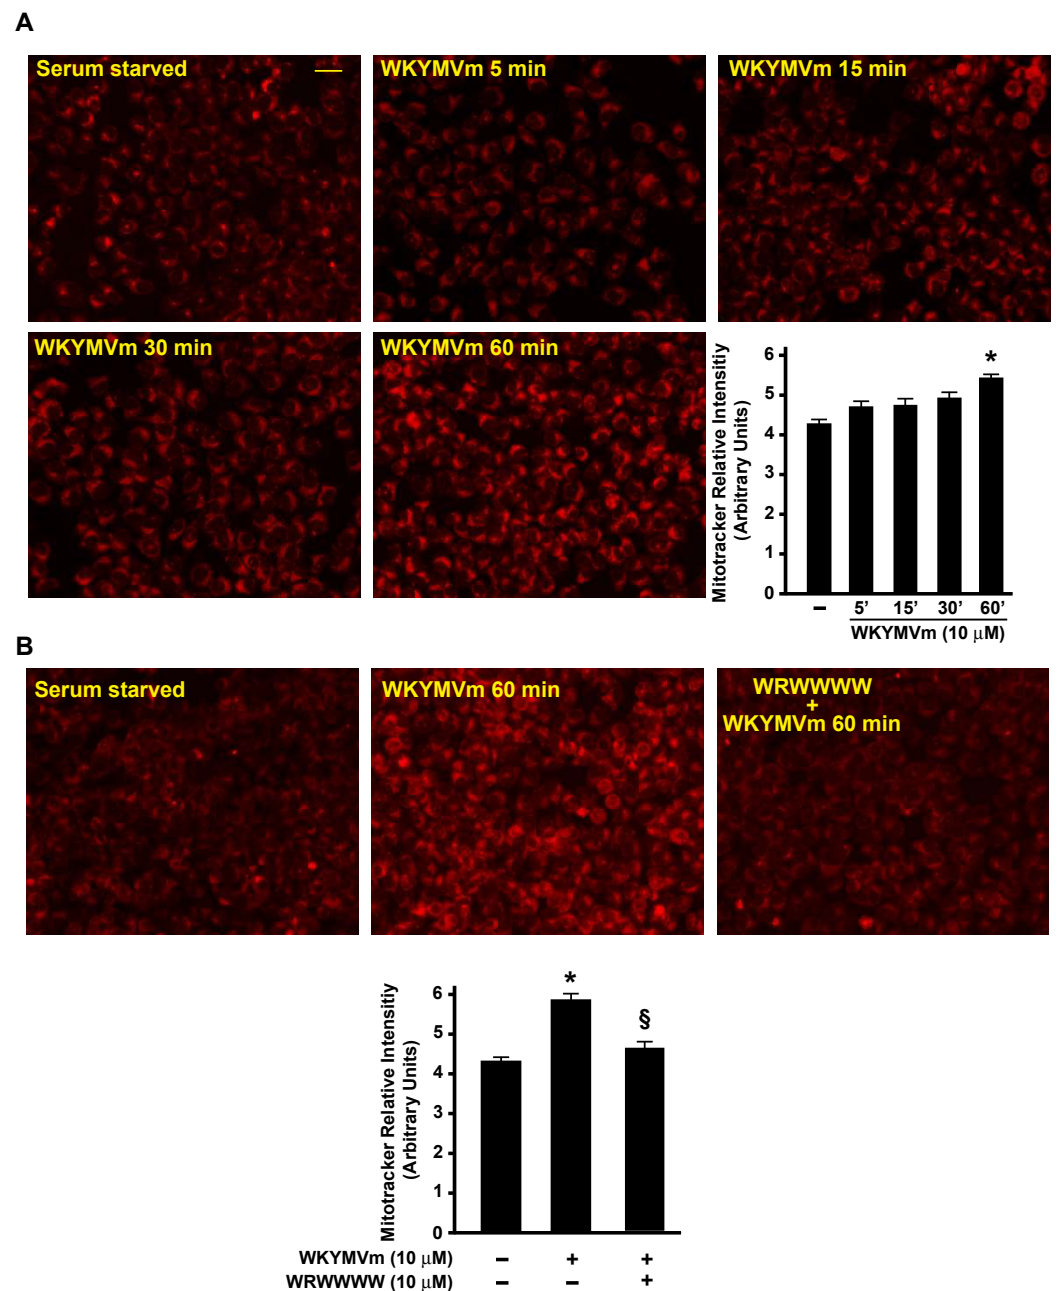 A
Serum starved
WKYMVm 5 min
WKYMVm 15 min
WKYMVm 30 min
WKYMVm 60 min
Mitotracker Relative Intensitiy
(Arbitrary Units)
6
5
4
3
2
1
0
*
– 5’ 15’ 30’ 60’
WKYMVm (10 μM)
B
Serum starved
WKYMVm 60 min
WRWWWW
+
WKYMVm 60 min
Mitotracker Relative Intensitiy
(Arbitrary Units)
6
5
4
3
2
1
0
*
§
WKYMVm (10 μM) – + +
WRWWWW (10 μM) – – +